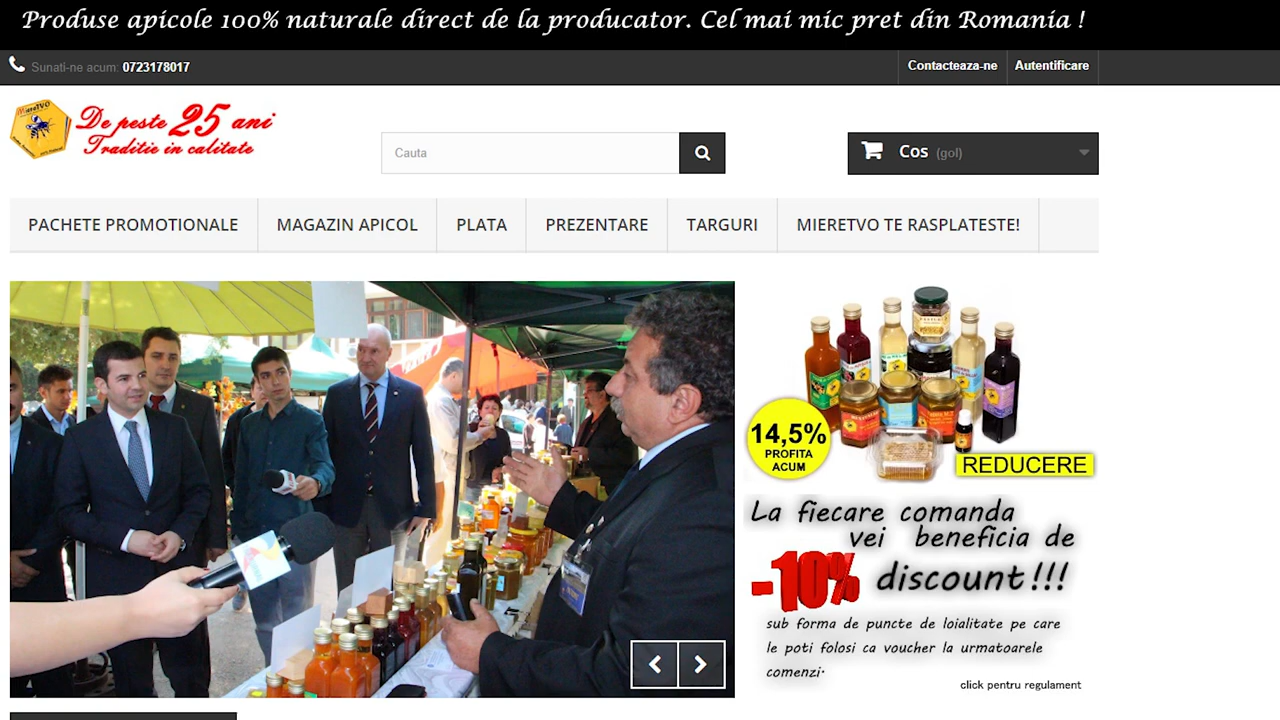 Produse apicole 100% naturale direct de la producator. Cel mai mic pret din Romania !
Sunati-ne acum: 0723178017
Contacteaza-ne
Autentificare
MiereTVO
De peste 25 ani
Traditie in calitate
Cauta
Cos (gol)
PACHETE PROMOTIONALE
MAGAZIN APICOL
PLATA
PREZENTARE
TARGURI
MIERETVO TE RASPLATESTE!
14,5%
PROFITA
ACUM
REDUCERE
La fiecare comanda
vei beneficia de
-10% discount!!!
sub forma de puncte de loialitate pe care
le poti folosi ca voucher la urmatoarele
comenzi.
click pentru regulament